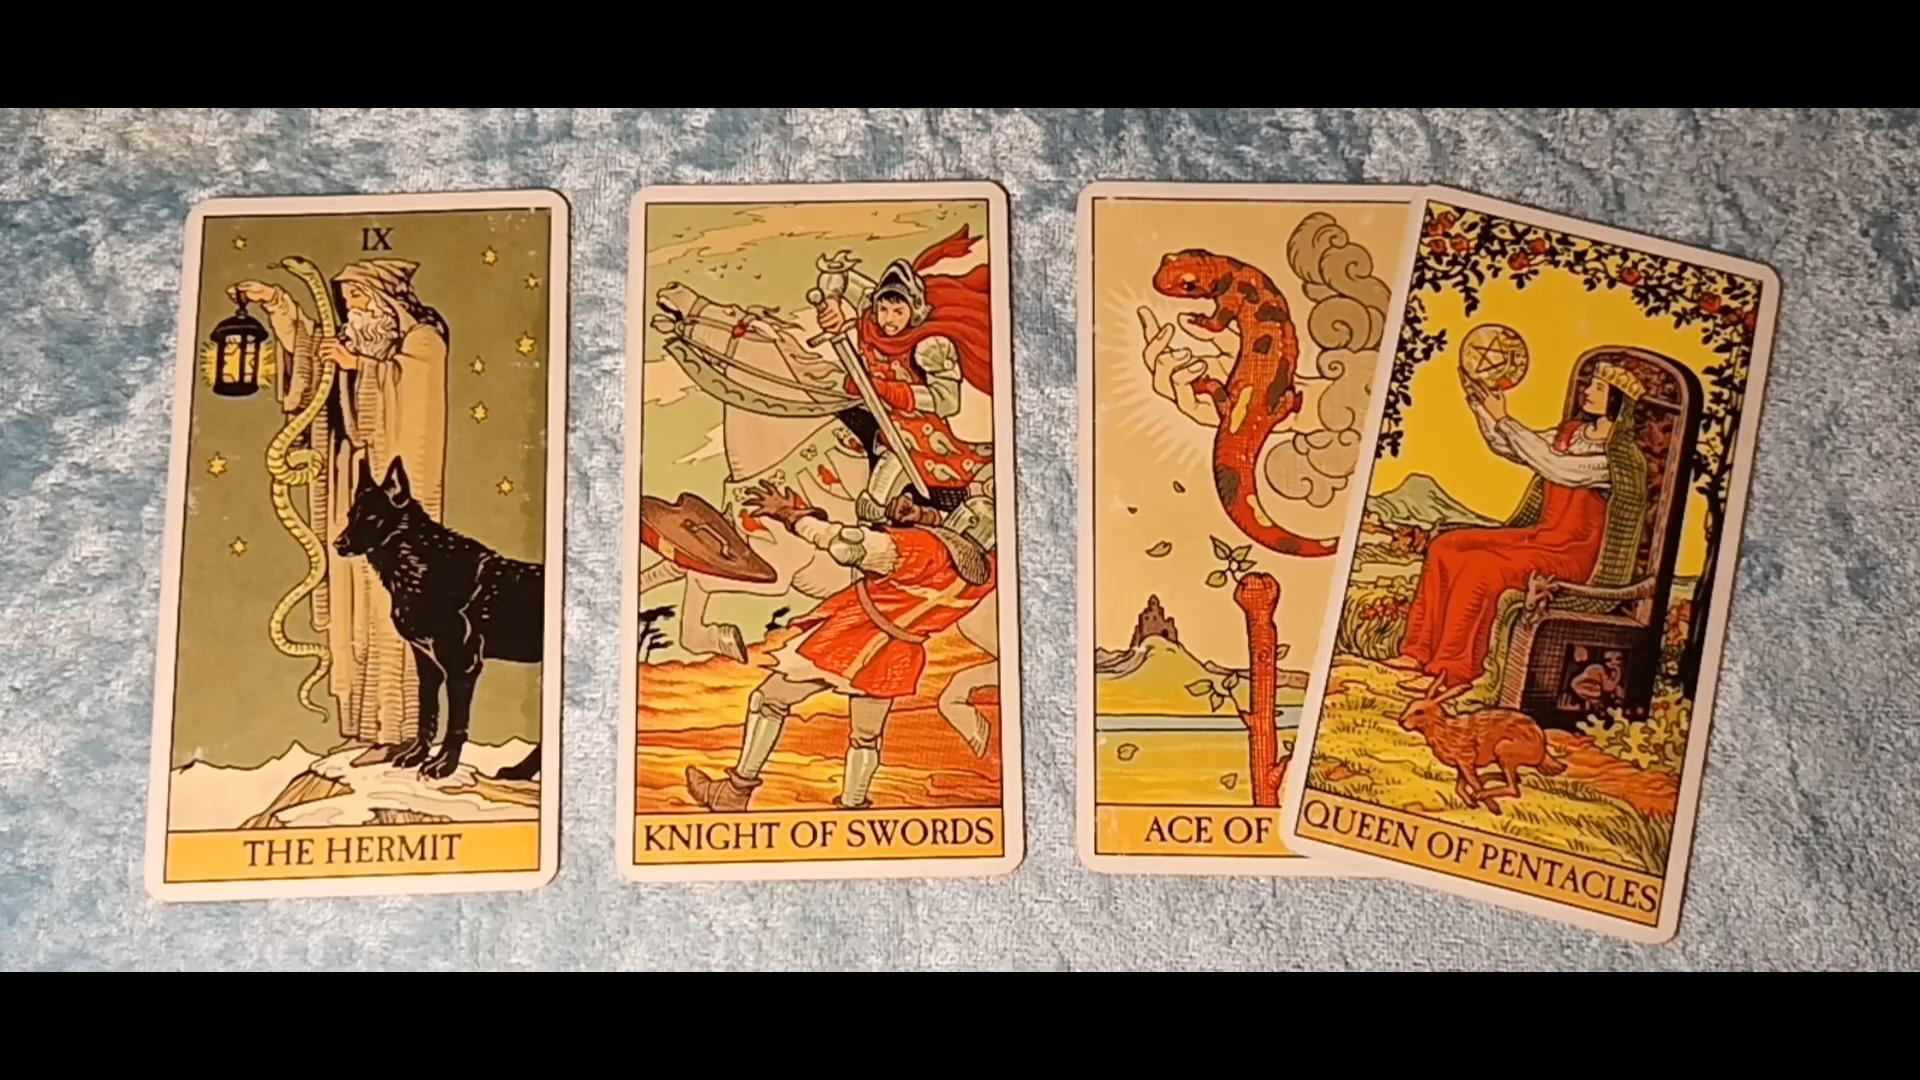 IX
THE HERMIT
KNIGHT OF SWORDS
ACE OF
QUEEN OF PENTACLES